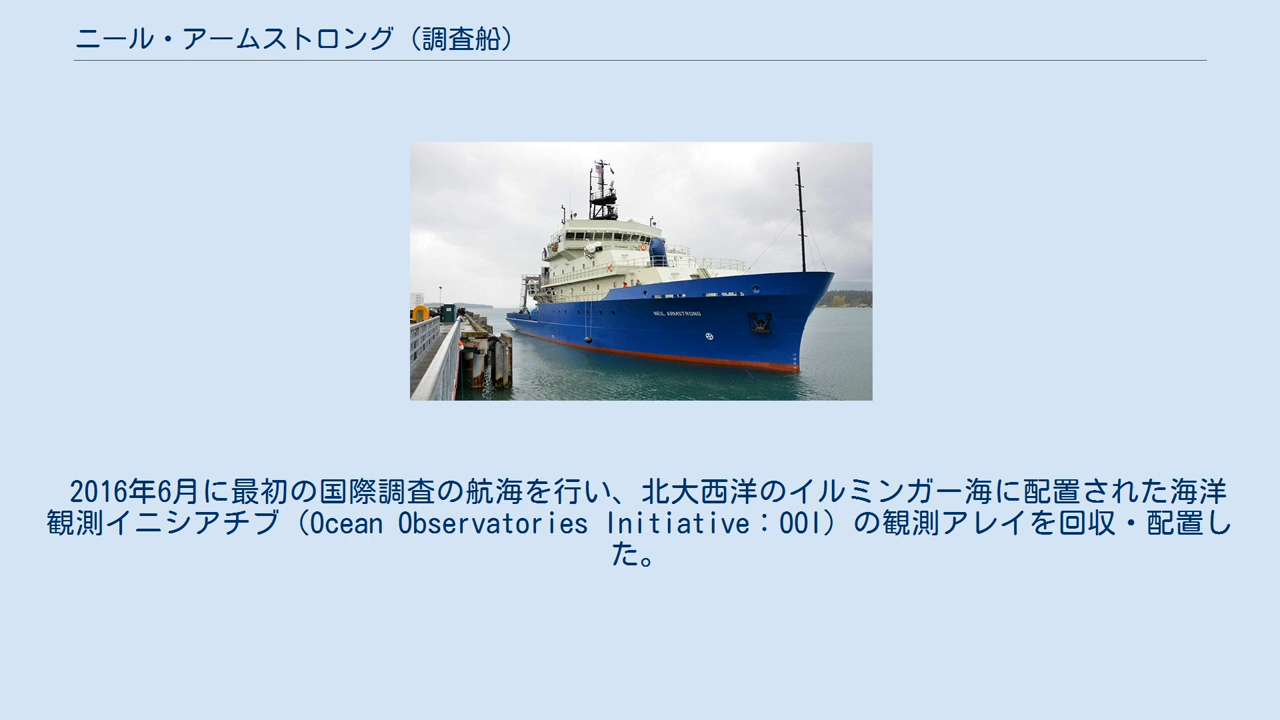 ニール・アームストロング（調査船）
NEIL ARMSTRONG
2016年6月に最初の国際調査の航海を行い、北大西洋のイルミンガー海に配置された海洋
観測イニシアチブ（Ocean Observatories Initiative：OOI）の観測アレイを回収・配置し
た。